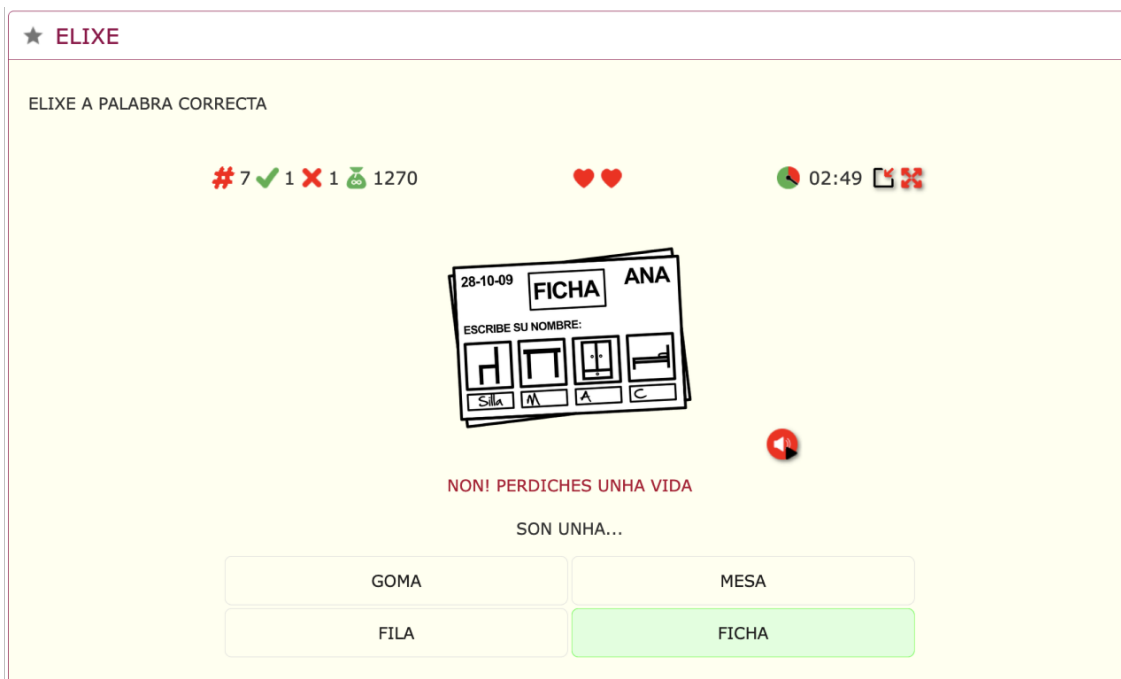 ELIXE
ELIXE A PALABRA CORRECTA
7 1 1 1270 02:49
28-10-09 FICHA ANA
ESCRIBE SU NOMBRE:
Silla M A C
NON! PERDICHES UNHA VIDA
SON UNHA...
GOMA MESA
FILA FICHA